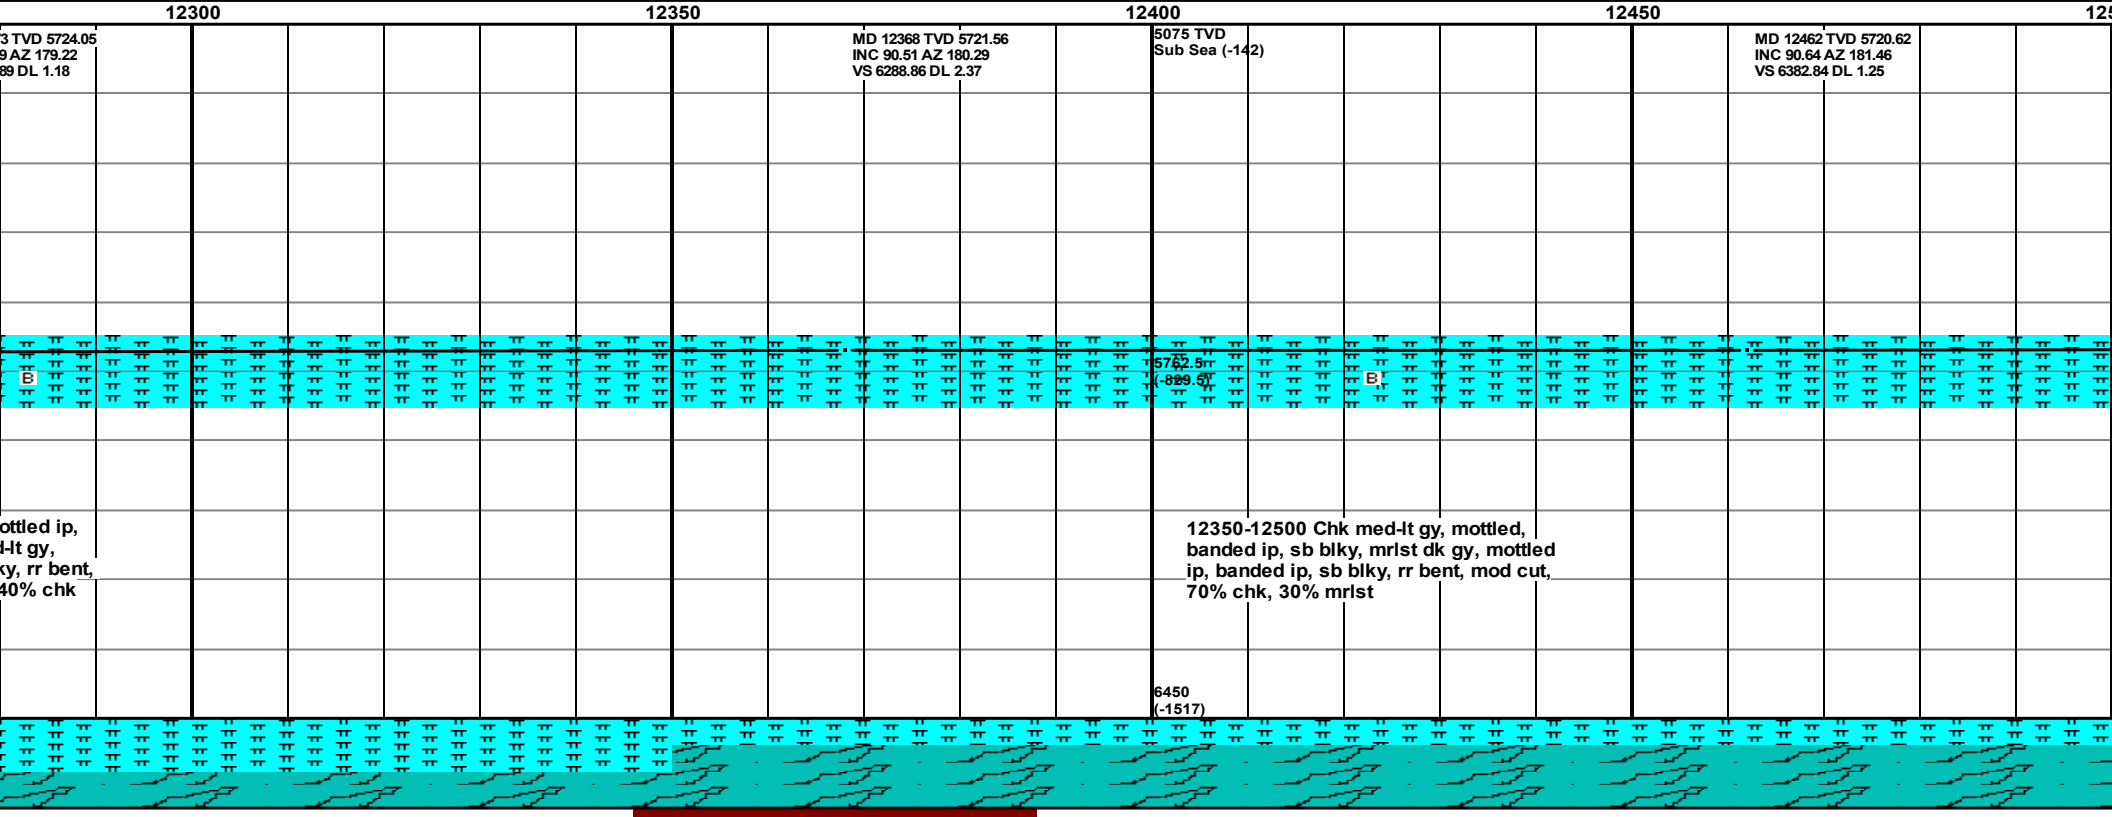 12300
12350
12400
12450
3 TVD 5724.05
9 AZ 179.22
89 DL 1.18
MD 12368 TVD 5721.56
INC 90.51 AZ 180.29
VS 6288.86 DL 2.37
5075 TVD
Sub Sea (-142)
MD 12462 TVD 5720.62
INC 90.64 AZ 181.46
VS 6382.84 DL 1.25
B
5762.5
(-829.5)
B
ottled ip,
d-lt gy,
ky, rr bent,
40% chk
12350-12500 Chk med-lt gy, mottled,
banded ip, sb blky, mrlst dk gy, mottled
ip, banded ip, sb blky, rr bent, mod cut,
70% chk, 30% mrlst
6450
(-1517)